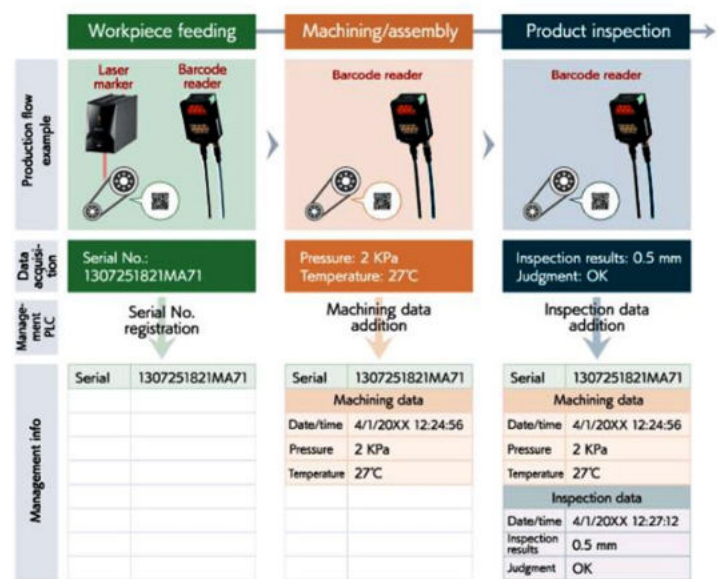 Workpiece feeding
Machining/assembly
Product inspection
Production flow
example
Laser
marker
Barcode
reader
Barcode reader
Barcode reader
Data
acquisi-
tion
Serial No.:
1307251821MA71
Pressure: 2 KPa
Temperature: 27℃
Inspection results: 0.5 mm
Judgment: OK
Manage-
ment
PLC
Serial No.
registration
Machining data
addition
Inspection data
addition
Management info
Serial 1307251821MA71
Serial 1307251821MA71
Machining data
Date/time 4/1/20XX 12:24:56
Pressure 2 KPa
Temperature 27℃
Serial 1307251821MA71
Machining data
Date/time 4/1/20XX 12:24:56
Pressure 2 KPa
Temperature 27℃
Inspection data
Date/time 4/1/20XX 12:27:12
Inspection
results 0.5 mm
Judgment OK